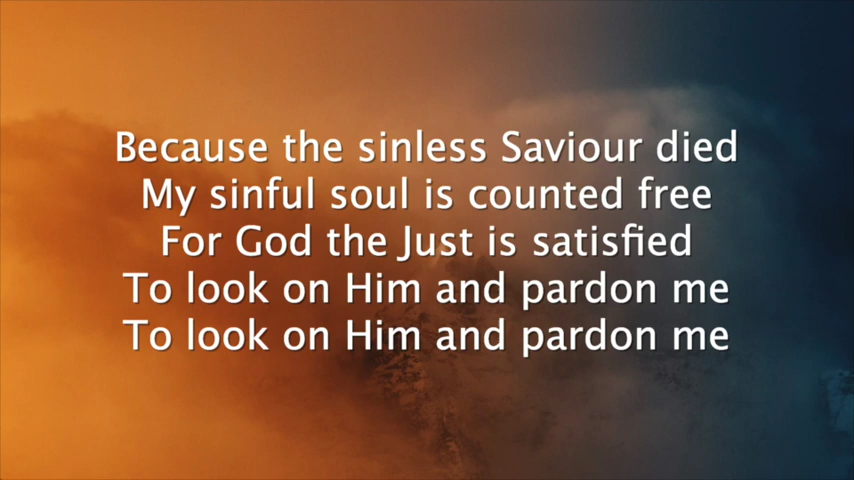 Because the sinless Saviour died
My sinful soul is counted free
For God the Just is satisfied
To look on Him and pardon me
To look on Him and pardon me